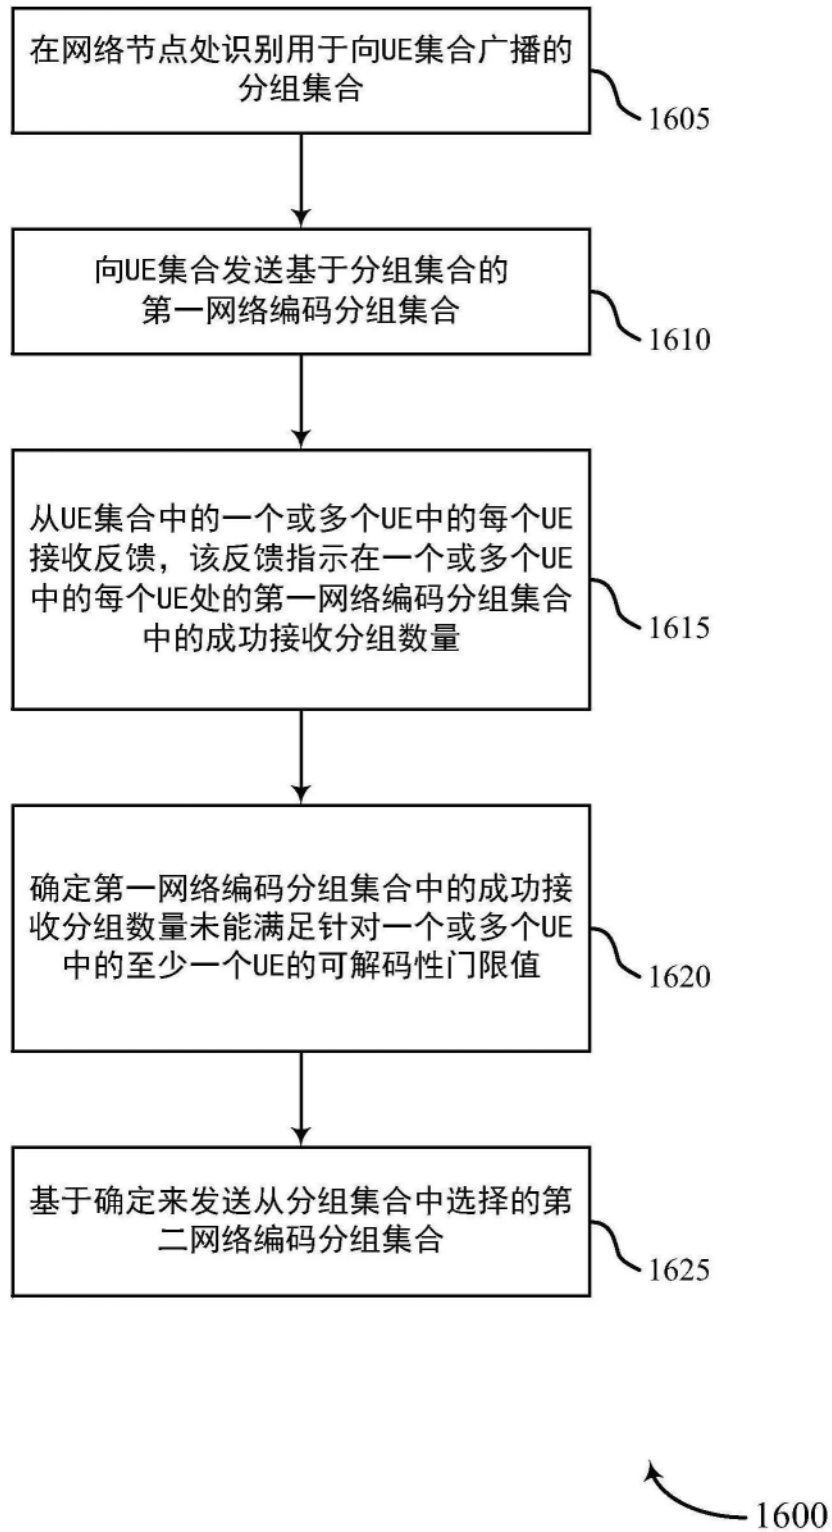 在网络节点处识别用于向UE集合广播的
分组集合
1605
向UE集合发送基于分组集合的
第一网络编码分组集合
1610
从UE集合中的一个或多个UE中的每个UE
接收反馈，该反馈指示在一个或多个UE
中的每个UE处的第一网络编码分组集合
中的成功接收分组数量
1615
确定第一网络编码分组集合中的成功接
收分组数量未能满足针对一个或多个UE
中的至少一个UE的可解码性门限值
1620
基于确定来发送从分组集合中选择的第
二网络编码分组集合
1625
1600